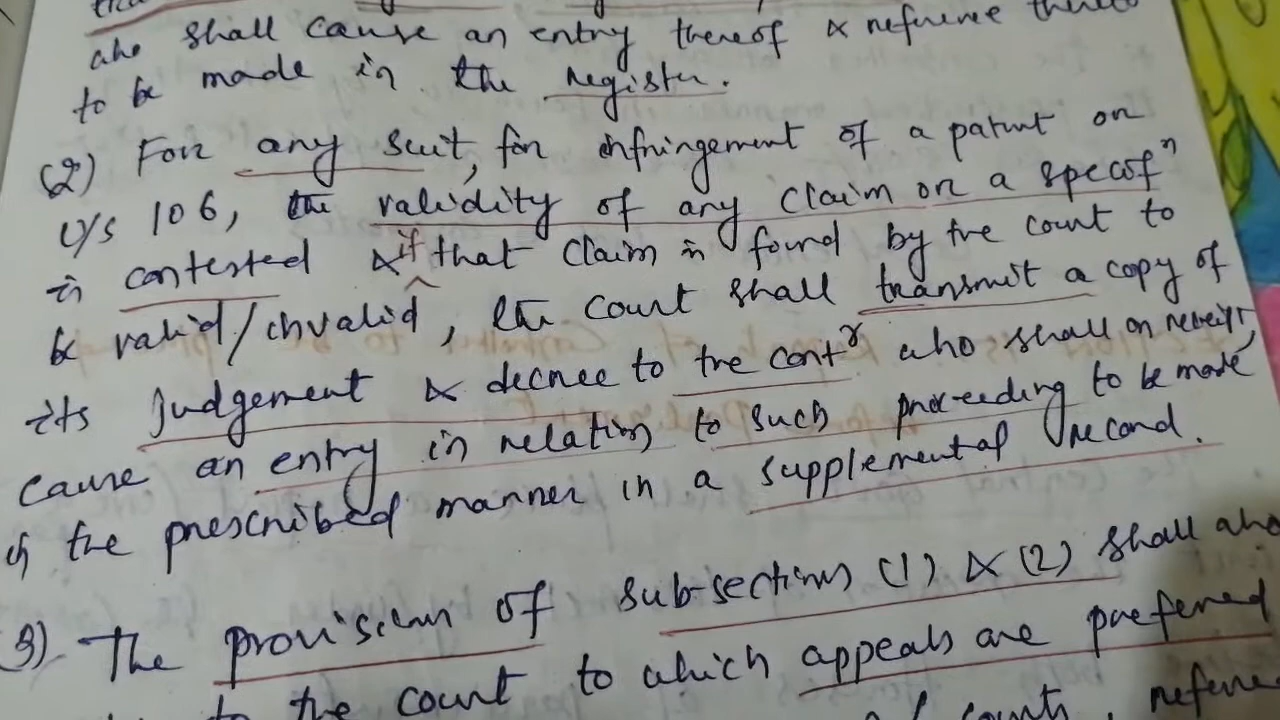 who shall cause an entry thereof & reference thereto
to be made in the register.
(2) For any suit, for infringement of a patent or
U/S 106, the validity of any claim on a specifⁿ
is contested & if that claim is found by the court to
be valid/invalid, the court shall transmit a copy of
its judgement & decree to the contʳ who shall on receipt,
cause an entry in relation to such proceeding to be made
in the prescribed manner in a supplemental record.
3) The provisions of sub-sections (1) & (2) shall also
to the court to which appeals are preferred
courts,